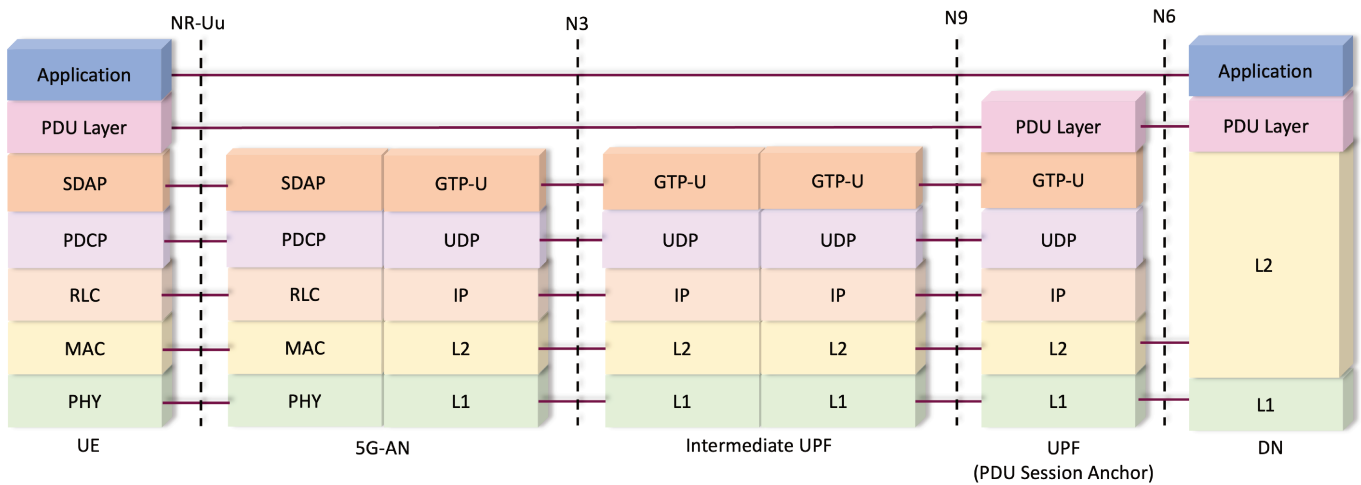 NR-Uu N3 N9 N6
Application Application
PDU Layer PDU Layer PDU Layer
SDAP SDAP GTP-U GTP-U GTP-U GTP-U
PDCP PDCP UDP UDP UDP UDP L2
RLC RLC IP IP IP IP
MAC MAC L2 L2 L2 L2
PHY PHY L1 L1 L1 L1 L1
UE 5G-AN Intermediate UPF UPF DN
(PDU Session Anchor)